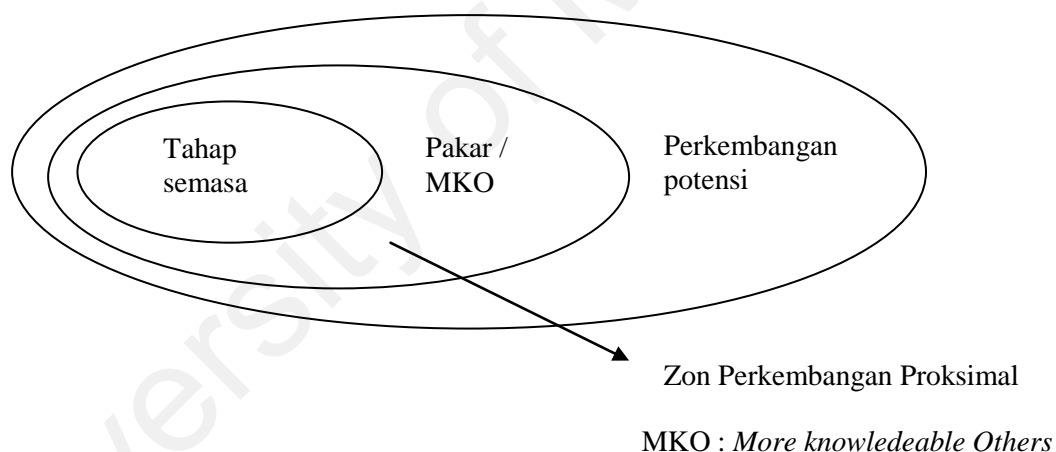 Tahap
semasa
Pakar /
MKO
Perkembangan
potensi
Zon Perkembangan Proksimal
MKO : More knowledeable Others